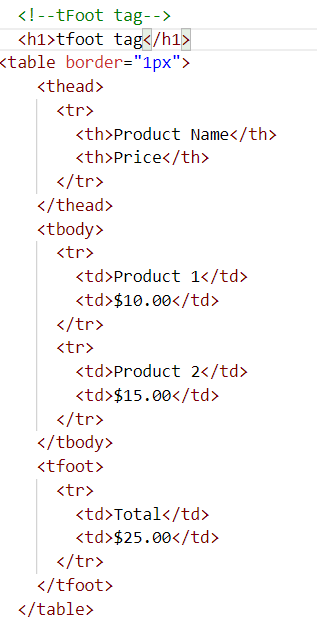 <!--tFoot tag-->
<h1>tfoot tag</h1>
<table border="1px">
<thead>
<tr>
<th>Product Name</th>
<th>Price</th>
</tr>
</thead>
<tbody>
<tr>
<td>Product 1</td>
<td>$10.00</td>
</tr>
<tr>
<td>Product 2</td>
<td>$15.00</td>
</tr>
</tbody>
<tfoot>
<tr>
<td>Total</td>
<td>$25.00</td>
</tr>
</tfoot>
</table>